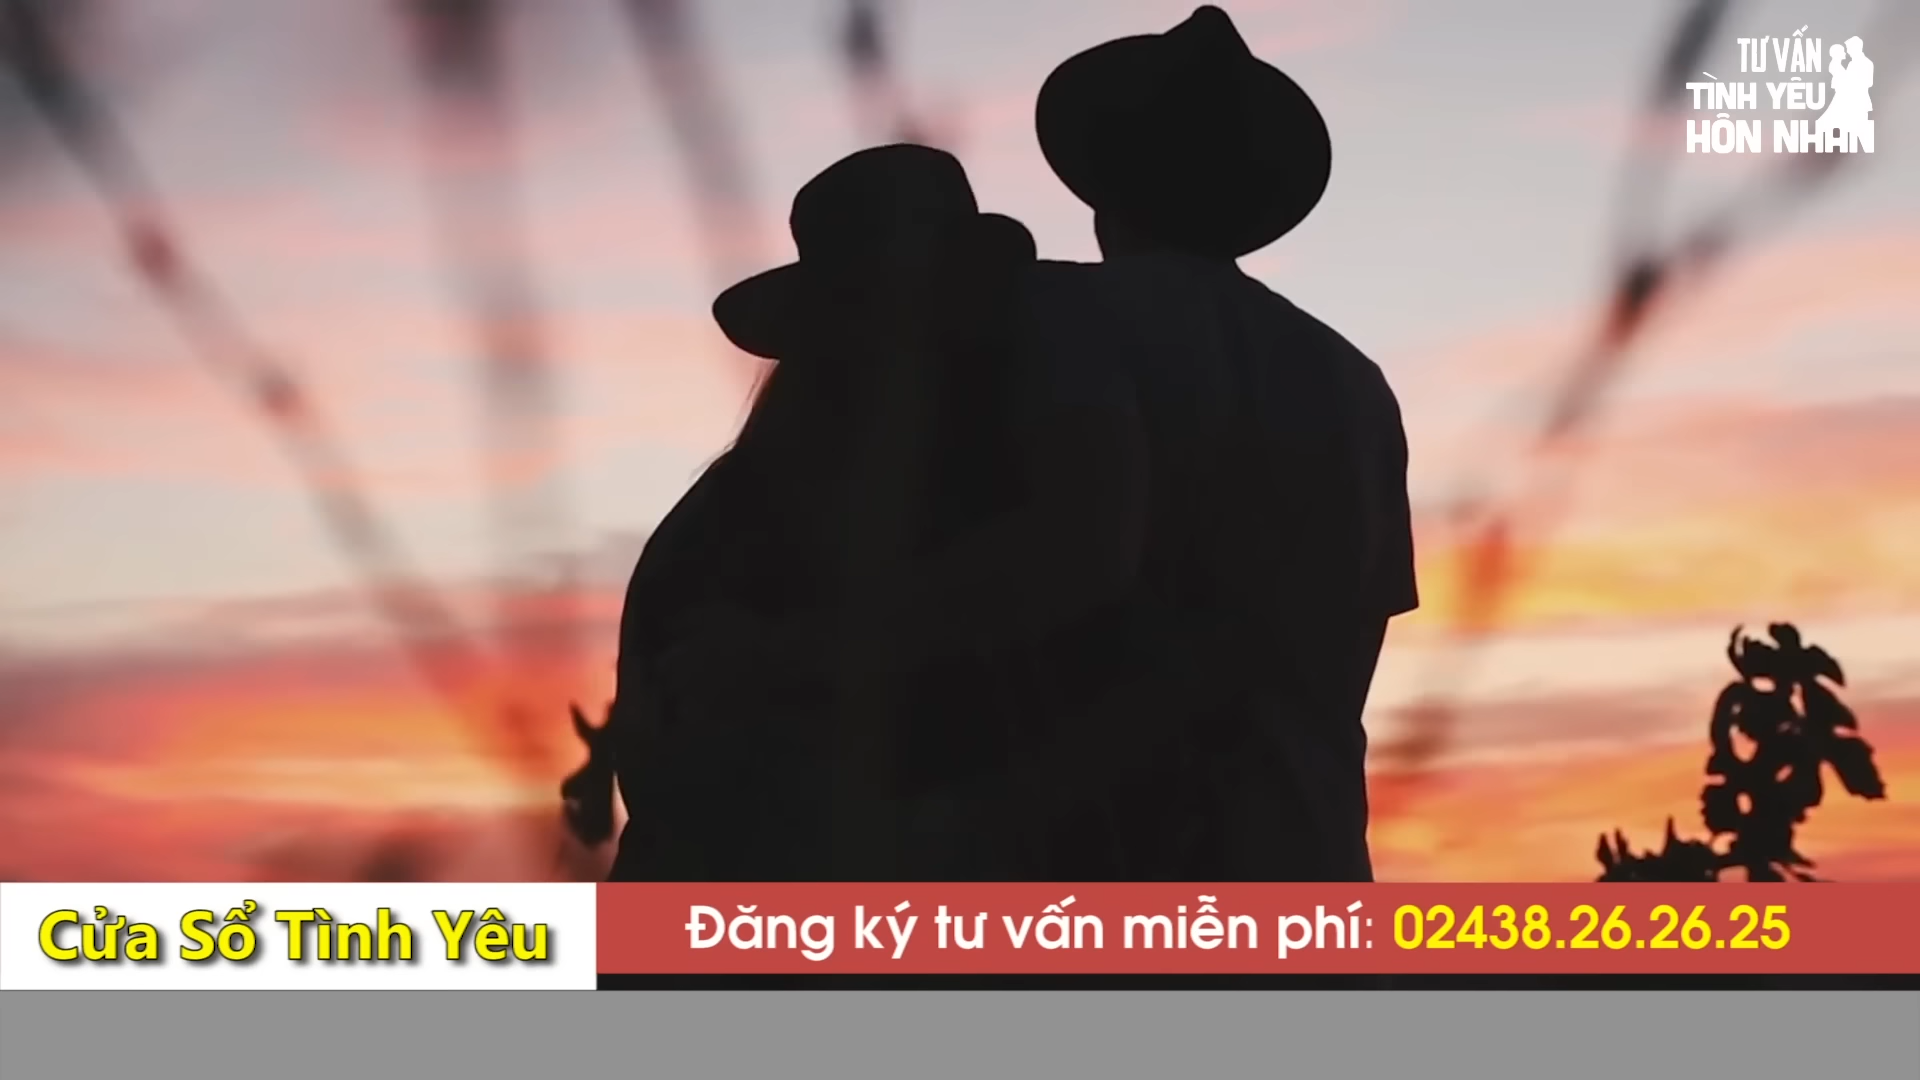 TƯ VẤN
TÌNH YÊU
HÔN NHÂN
Cửa Sổ Tình Yêu
Đăng ký tư vấn miễn phí: 02438.26.26.25